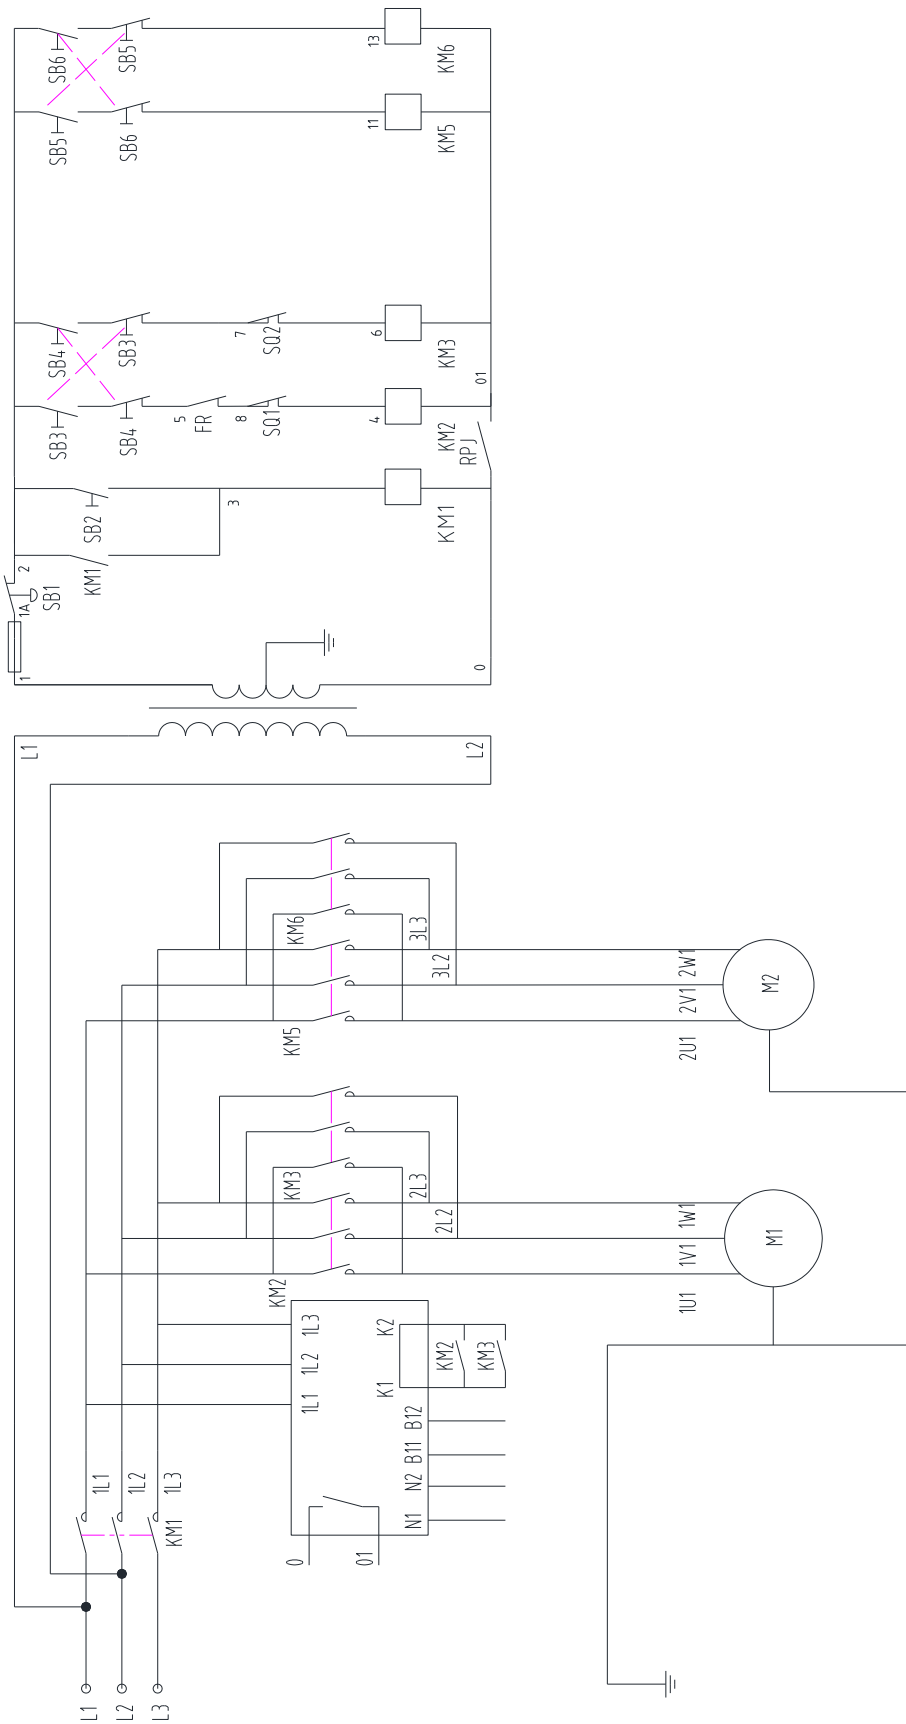 L1
L2
L3
KM1
1L1
1L2
1L3
0
01
N1
N2
B11
B12
K1
K2
1L1
1L2
1L3
KM2
KM3
KM2
KM3
2L2
2L3
1U1
1V1
1W1
M1
KM5
KM6
3L2
3L3
2U1
2V1
2W1
M2
L1
L2
1
0
1A
2
SB1
KM1
SB2
3
KM1
SB3
SB4
5
FR
8
SQ1
4
KM2
RPJ
01
SB4
SB3
7
SQ2
6
KM3
SB5
SB6
11
KM5
SB6
SB5
13
KM6